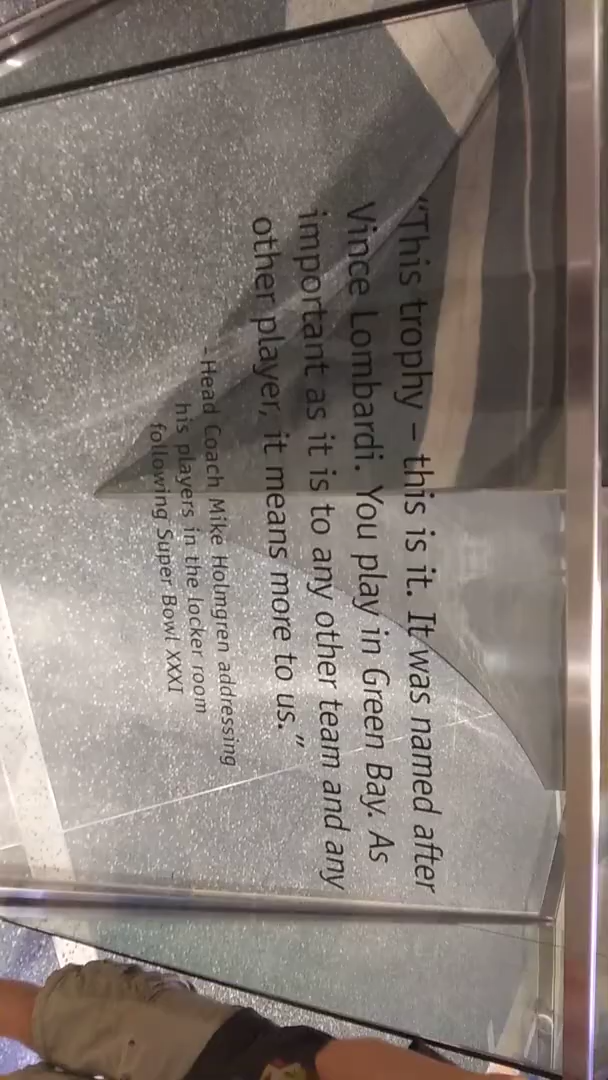 “This trophy – this is it. It was named after
Vince Lombardi. You play in Green Bay. As
important as it is to any other team and any
other player, it means more to us.”
– Head Coach Mike Holmgren addressing
his players in the locker room
following Super Bowl XXXI